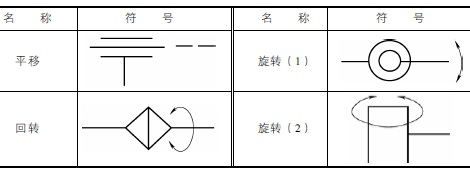 名 称 符 号 名 称 符 号
平移 旋转（1）
回转 旋转（2）